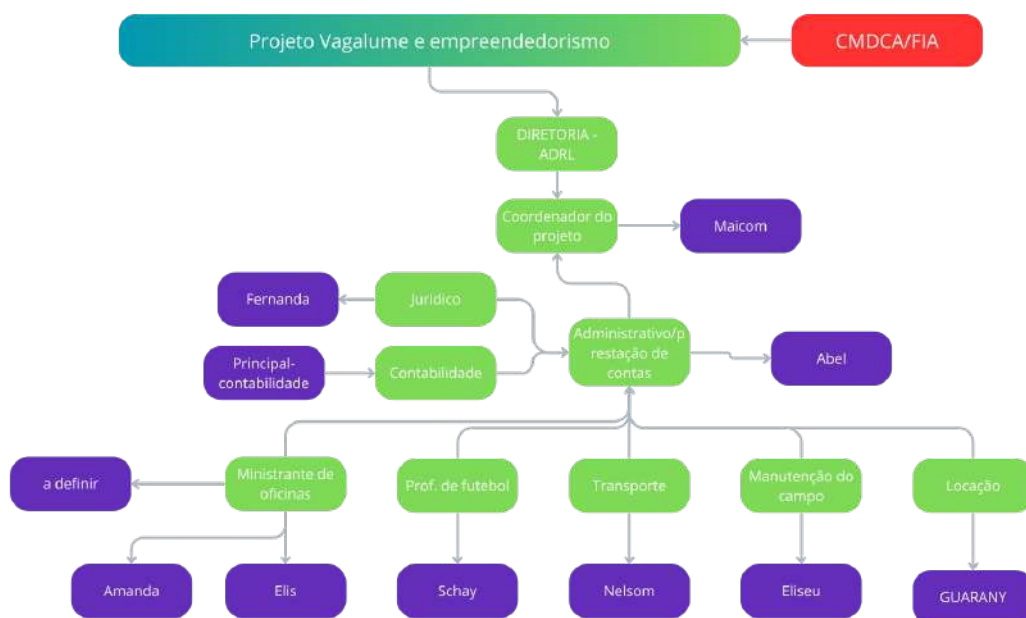 Projeto Vagalume e empreendedorismo
CMDCA/FIA
DIRETORIA -
ADRL
Coordenador do
projeto
Maicom
Fernanda
Jurídico
Administrativo/p
restação de
contas
Abel
Principal-
contabilidade
Contabilidade
a definir
Ministrante de
oficinas
Prof. de futebol
Transporte
Manutenção do
campo
Locação
Amanda
Elis
Schay
Nelsom
Eliseu
GUARANY